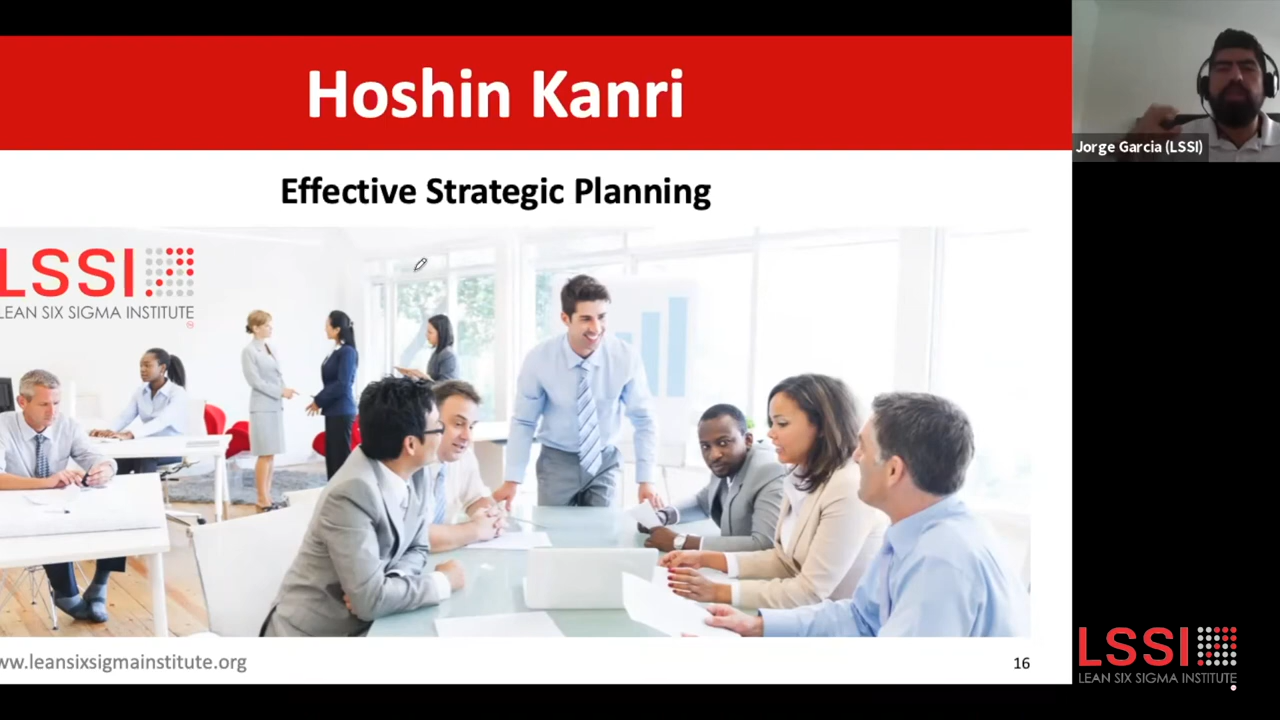 Hoshin Kanri
Jorge Garcia (LSSI)
Effective Strategic Planning
LSSI
LEAN SIX SIGMA INSTITUTE
ww.leansixsigmainstitute.org
16
LSSI
LEAN SIX SIGMA INSTITUTE